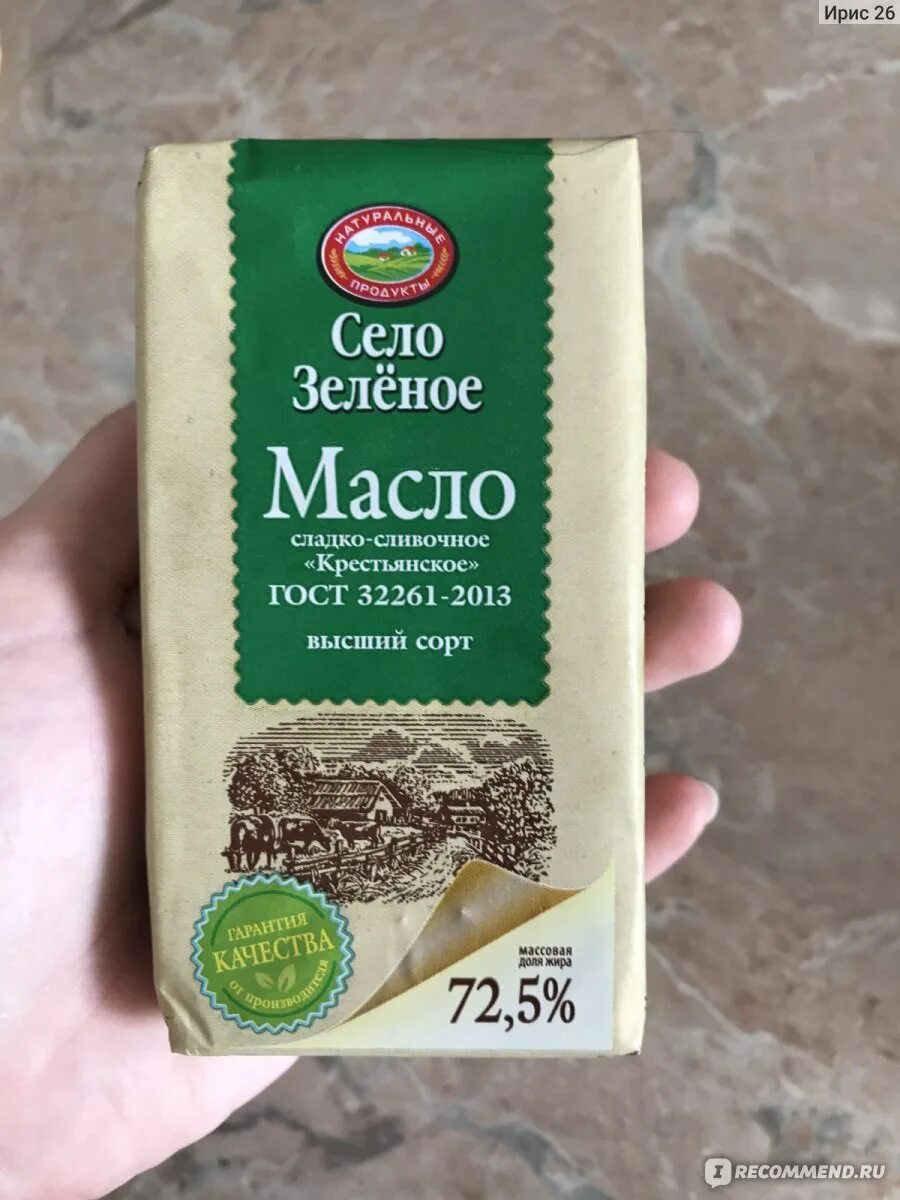 Ирис 26
НАТУРАЛЬНЫЕ
ПРОДУКТЫ
Село
Зелёное
Масло
сладко-сливочное
«Крестьянское»
ГОСТ 32261-2013
высший сорт
ГАРАНТИЯ
КАЧЕСТВА
от производителя
массовая
доля жира
72,5%
IRECOMMEND.RU